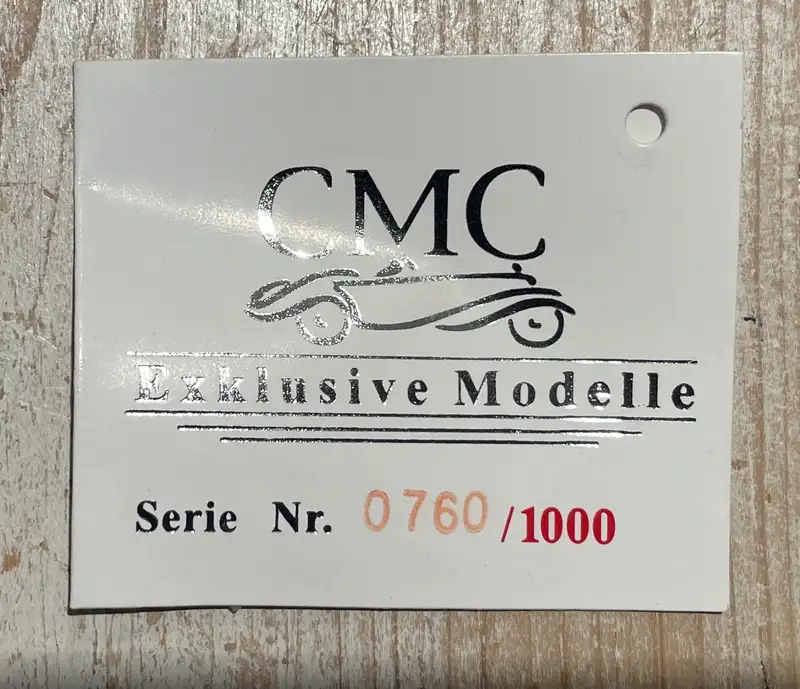 CMC
Exklusive Modelle
Serie Nr. 0760 /1000